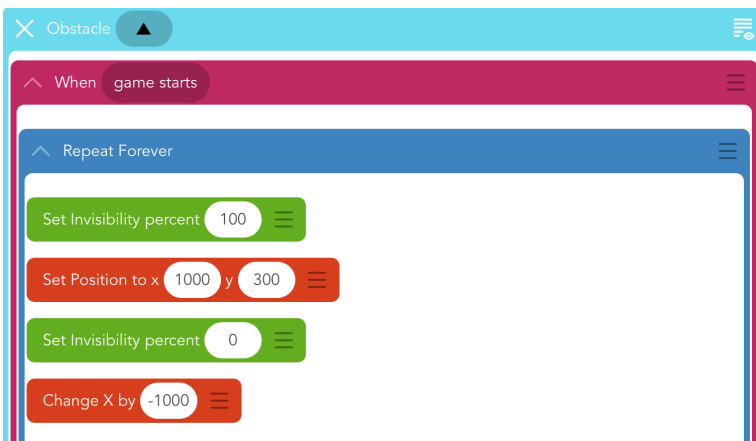 Obstacle
When game starts
Repeat Forever
Set Invisibility percent 100
Set Position to x 1000 y 300
Set Invisibility percent 0
Change X by -1000